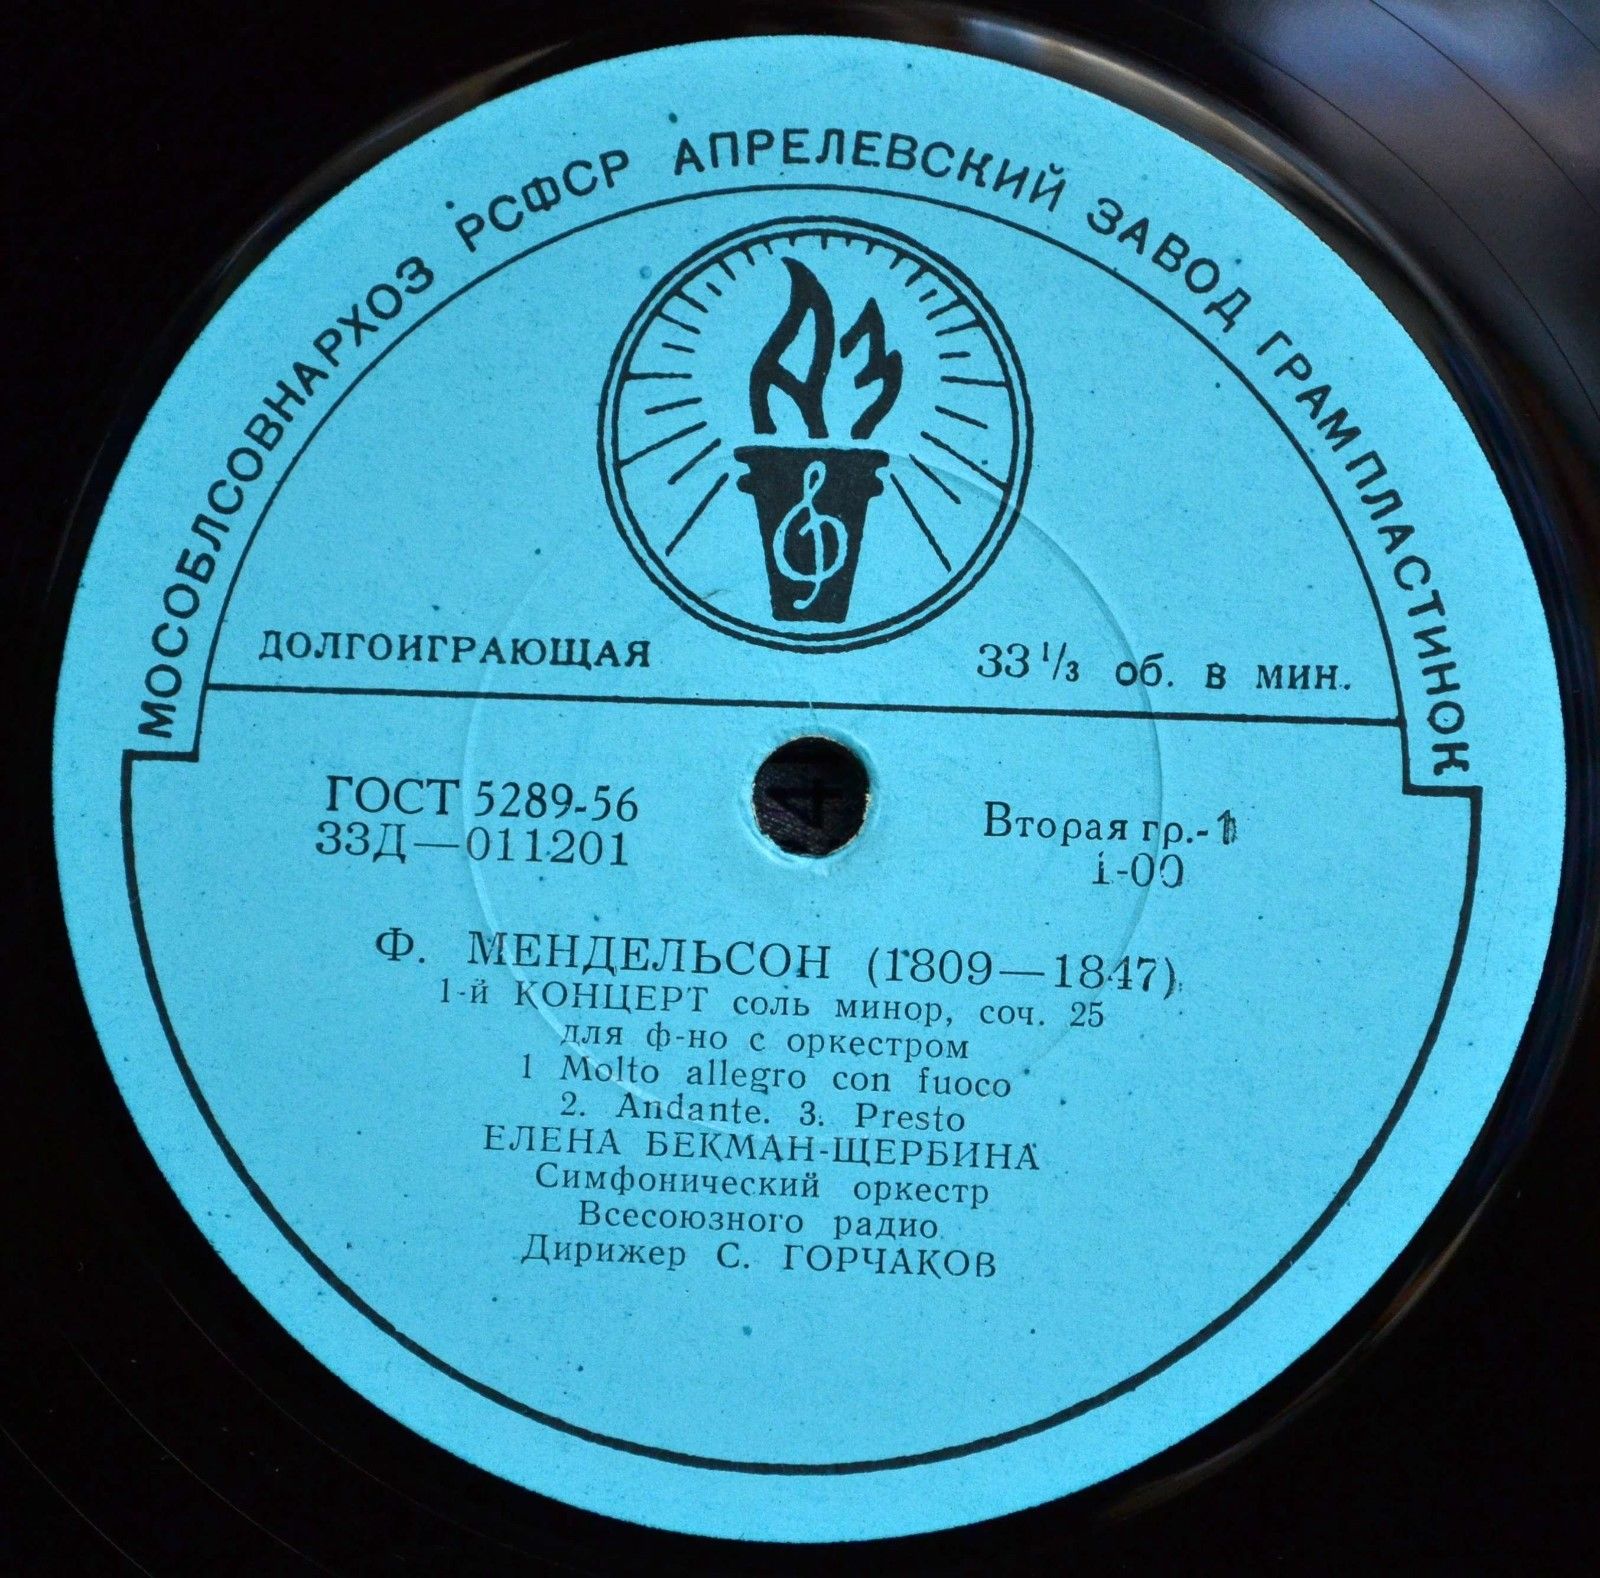 МОСОБЛСОВНАРХОЗ РСФСР АПРЕЛЕВСКИЙ ЗАВОД ГРАМПЛАСТИНОК
АЗ
ДОЛГОИГРАЮЩАЯ 33 1/3 об. в мин.
ГОСТ 5289-56 Вторая гр.-1
33Д—011201 1-00
Ф. МЕНДЕЛЬСОН (1809—1847)
1-й КОНЦЕРТ соль минор, соч. 25
для ф-но с оркестром
1 Molto allegro con fuoco
2. Andante. 3. Presto
ЕЛЕНА БЕКМАН-ЩЕРБИНА
Симфонический оркестр
Всесоюзного радио
Дирижер С. ГОРЧАКОВ